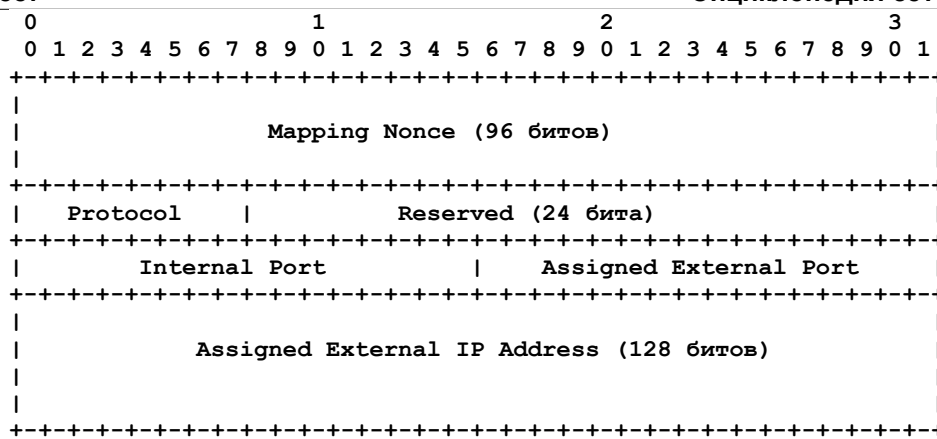 0                   1                   2                   3
0 1 2 3 4 5 6 7 8 9 0 1 2 3 4 5 6 7 8 9 0 1 2 3 4 5 6 7 8 9 0 1
+-+-+-+-+-+-+-+-+-+-+-+-+-+-+-+-+-+-+-+-+-+-+-+-+-+-+-+-+-+-+-+-
|                                                               |
|                 Mapping Nonce (96 битов)                      |
|                                                               |
+-+-+-+-+-+-+-+-+-+-+-+-+-+-+-+-+-+-+-+-+-+-+-+-+-+-+-+-+-+-+-+-
|   Protocol    |          Reserved (24 бита)                   |
+-+-+-+-+-+-+-+-+-+-+-+-+-+-+-+-+-+-+-+-+-+-+-+-+-+-+-+-+-+-+-+-
|        Internal Port          |    Assigned External Port     |
+-+-+-+-+-+-+-+-+-+-+-+-+-+-+-+-+-+-+-+-+-+-+-+-+-+-+-+-+-+-+-+-
|                                                               |
|            Assigned External IP Address (128 битов)           |
|                                                               |
|                                                               |
+-+-+-+-+-+-+-+-+-+-+-+-+-+-+-+-+-+-+-+-+-+-+-+-+-+-+-+-+-+-+-+-